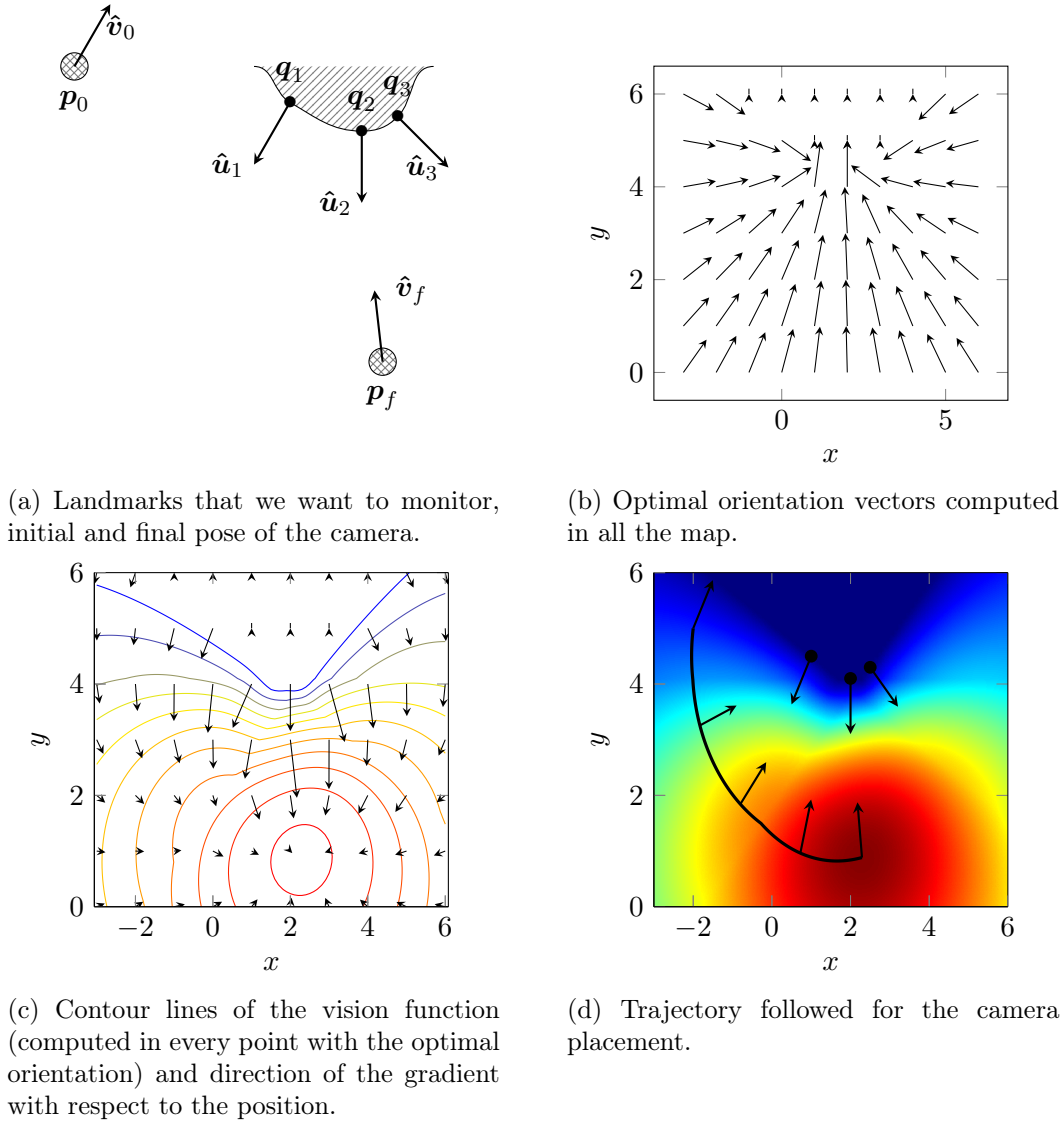 v̂₀
p₀
q₁
q₂
q₃
û₁
û₂
û₃
v̂_f
p_f
6
4
2
0
y
0
5
x
(a) Landmarks that we want to monitor,
initial and final pose of the camera.
(b) Optimal orientation vectors computed
in all the map.
6
4
2
0
y
−2
0
2
4
6
x
6
4
2
0
y
−2
0
2
4
6
x
(c) Contour lines of the vision function
(computed in every point with the optimal
orientation) and direction of the gradient
with respect to the position.
(d) Trajectory followed for the camera
placement.